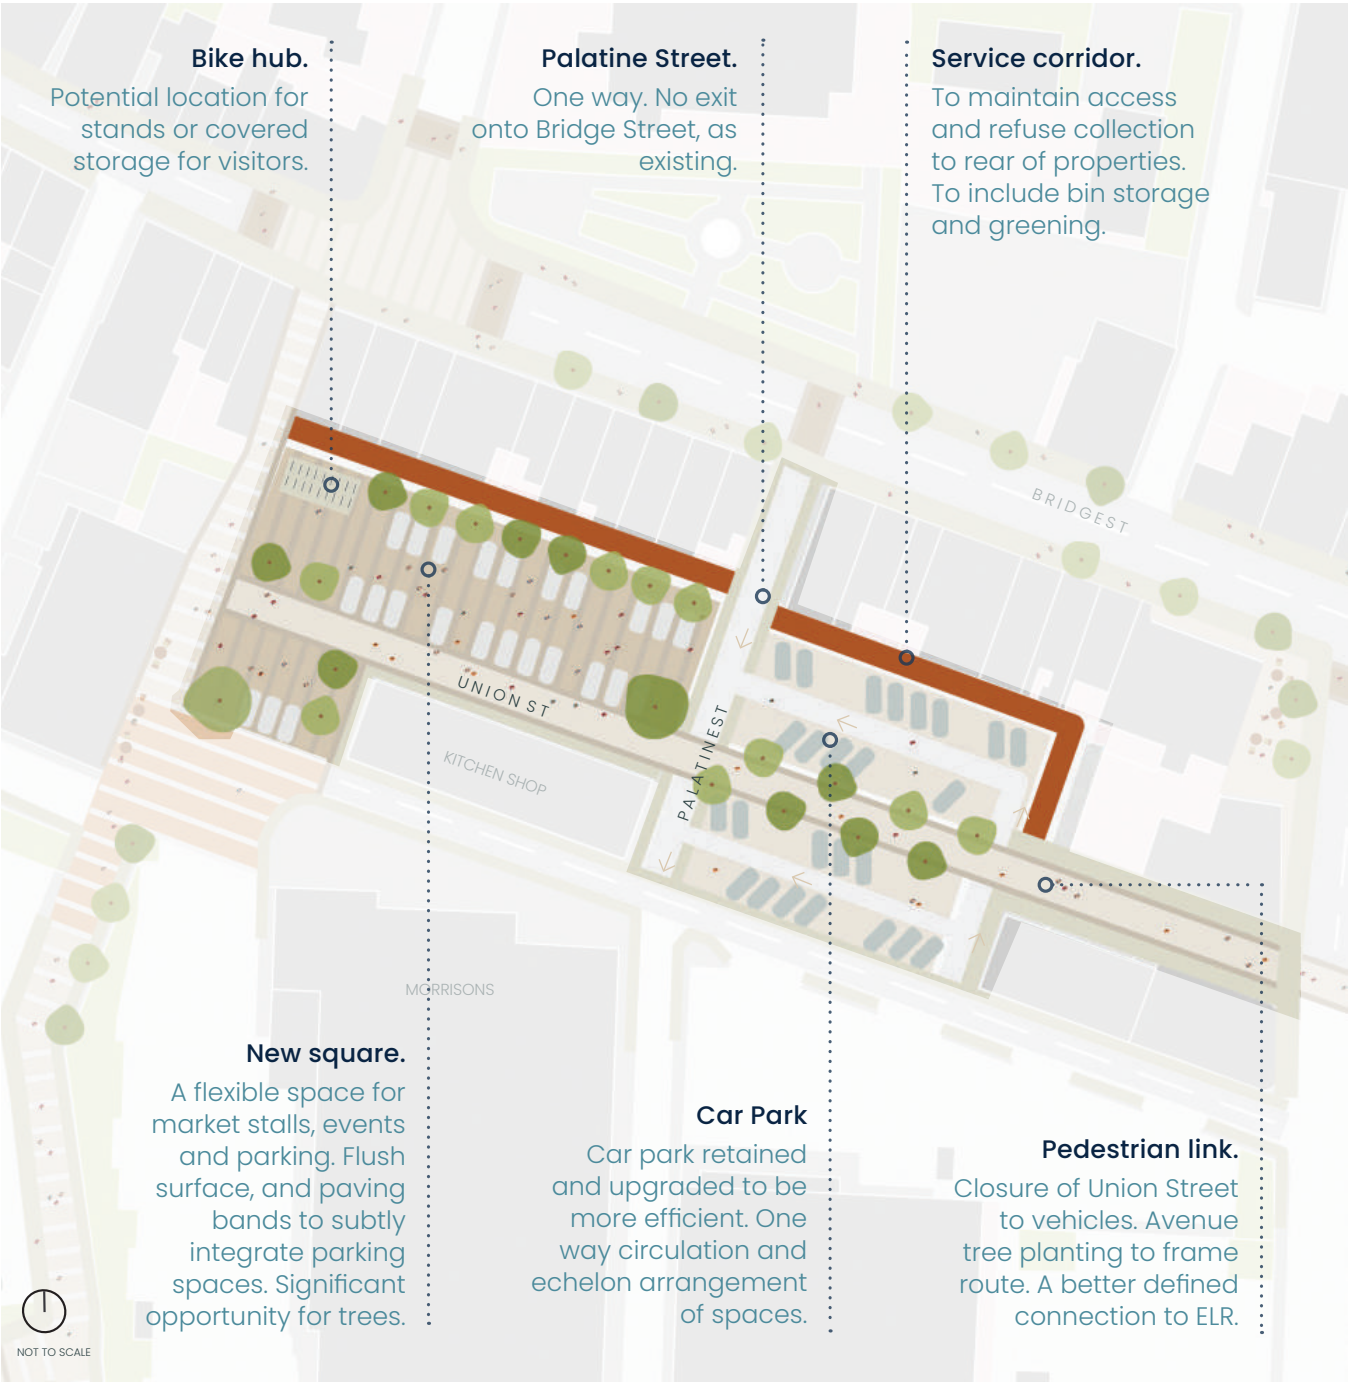 Bike hub.
Potential location for
stands or covered
storage for visitors.
Palatine Street.
One way. No exit
onto Bridge Street, as
existing.
Service corridor.
To maintain access
and refuse collection
to rear of properties.
To include bin storage
and greening.
BRIDGEST
UNION ST
PALATINEST
KITCHEN SHOP
MORRISONS
New square.
A flexible space for
market stalls, events
and parking. Flush
surface, and paving
bands to subtly
integrate parking
spaces. Significant
opportunity for trees.
Car Park
Car park retained
and upgraded to be
more efficient. One
way circulation and
echelon arrangement
of spaces.
Pedestrian link.
Closure of Union Street
to vehicles. Avenue
tree planting to frame
route. A better defined
connection to ELR.
NOT TO SCALE